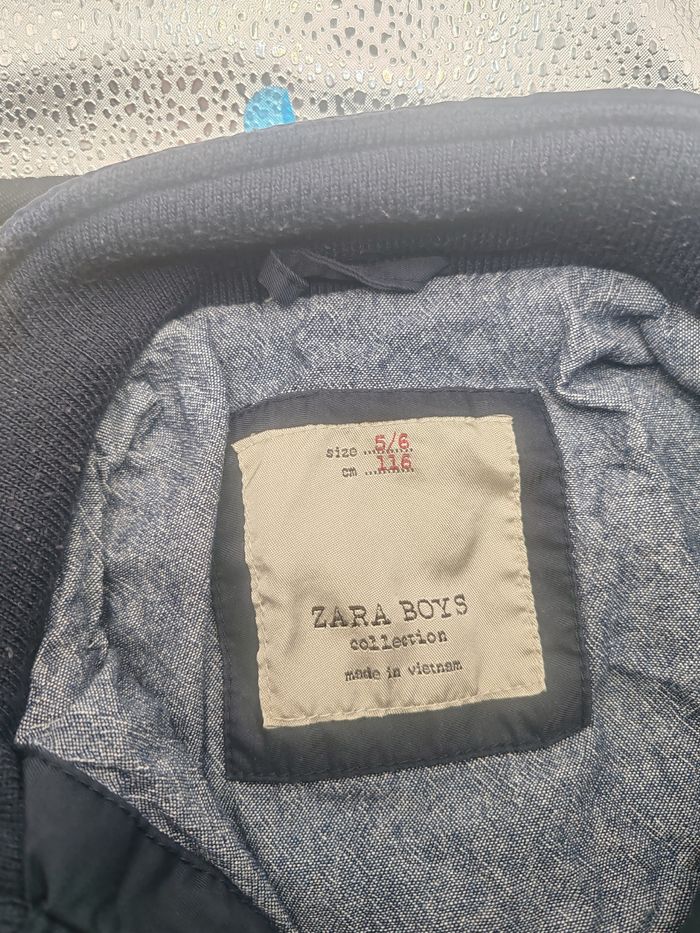 size ....5/6
cm .....116
ZARA BOYS
collection
made in vietnam